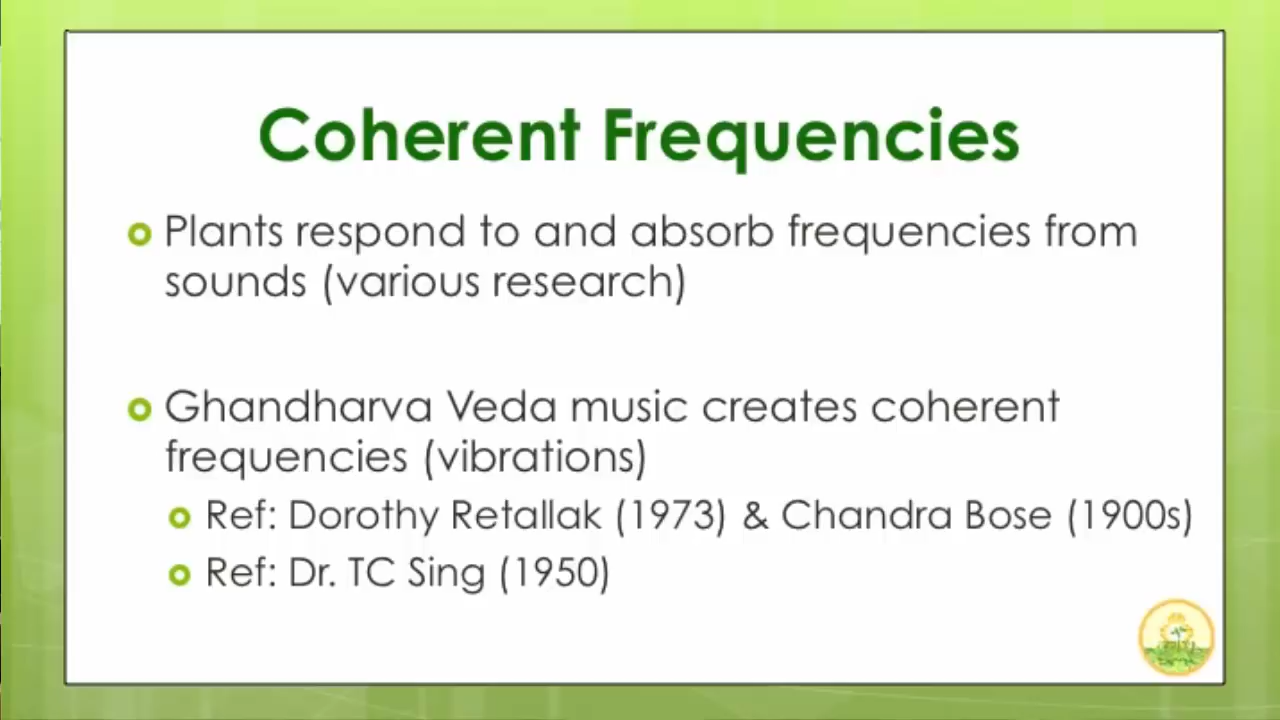 Coherent Frequencies
Plants respond to and absorb frequencies from
sounds (various research)
Ghandharva Veda music creates coherent
frequencies (vibrations)
Ref: Dorothy Retallak (1973) & Chandra Bose (1900s)
Ref: Dr. TC Sing (1950)